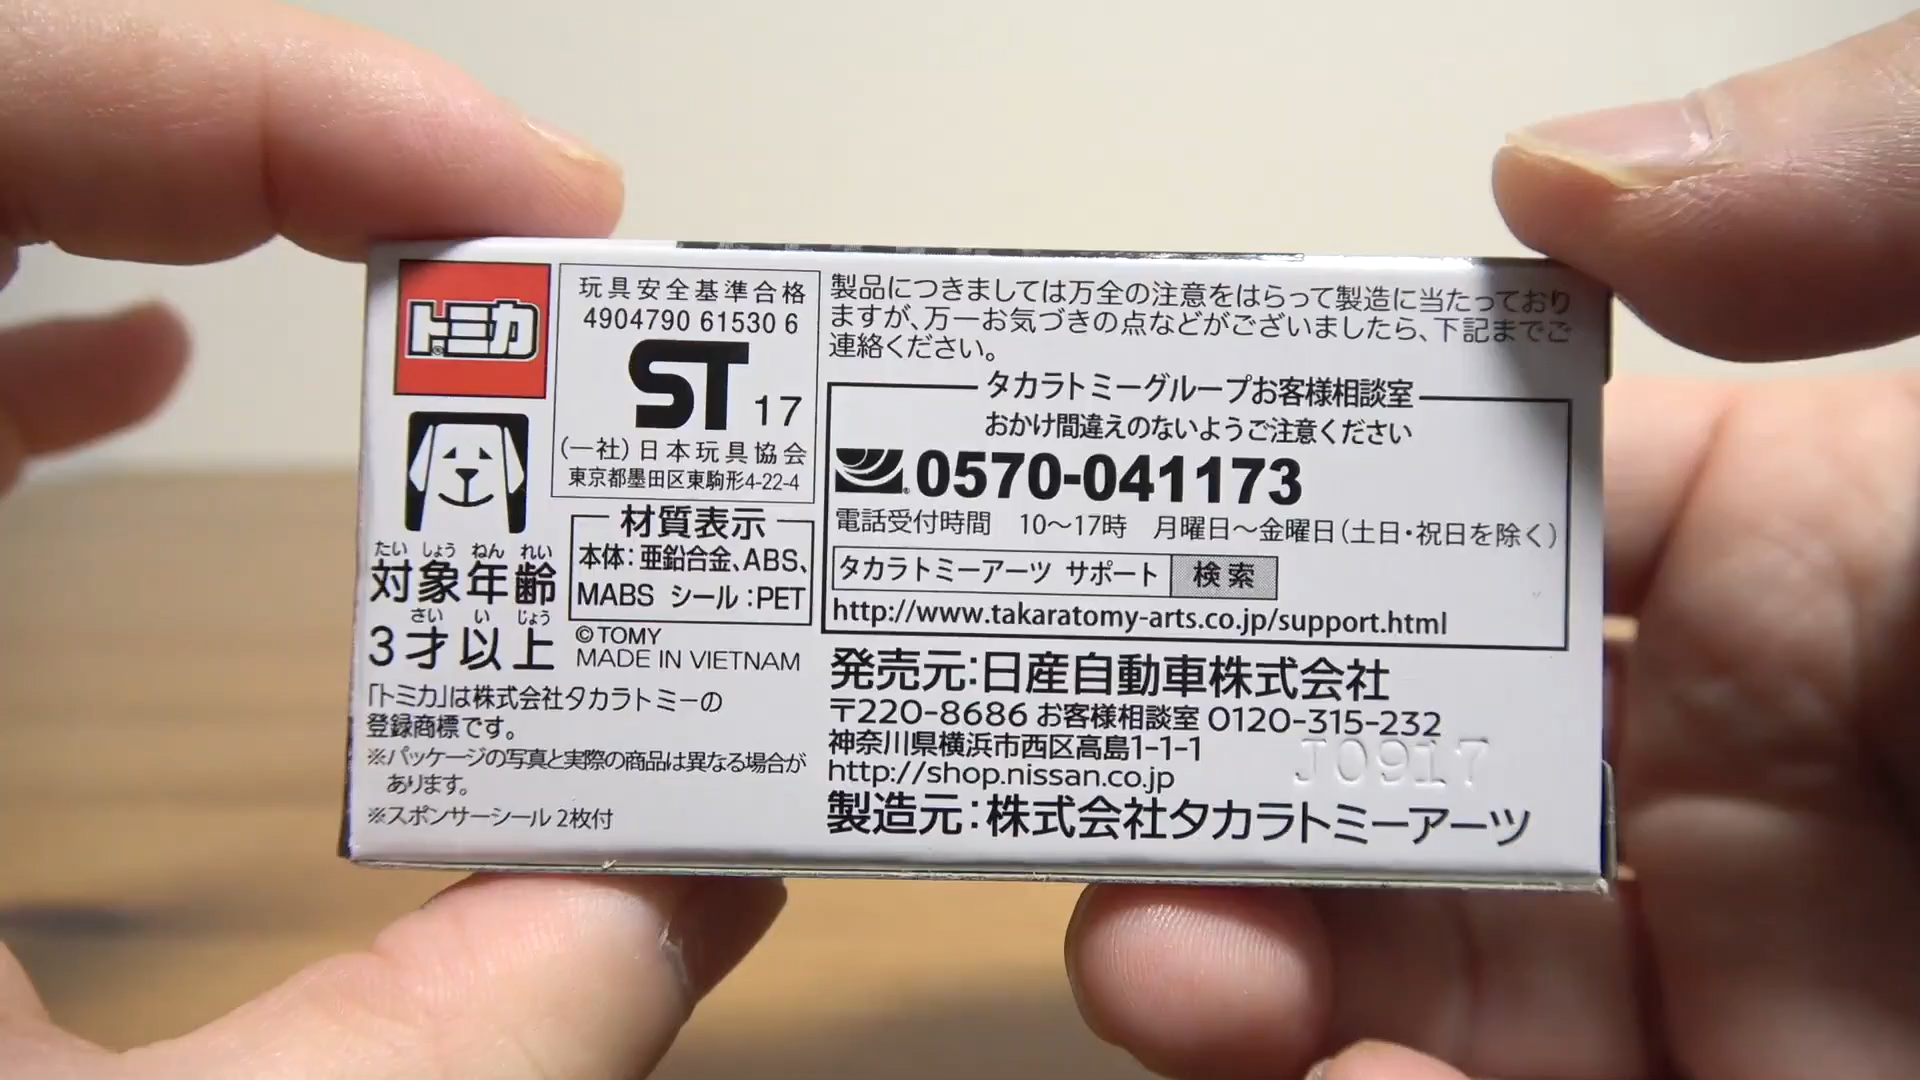 トミカ
玩具安全基準合格
4904790 61530 6
ST 17
(一社)日本玩具協会
東京都墨田区東駒形4-22-4
たい しょう ねん れい
対象年齢
さい い じょう
3才以上
材質表示
本体:亜鉛合金、ABS、
MABS シール:PET
©TOMY
MADE IN VIETNAM
「トミカ」は株式会社タカラトミーの
登録商標です。
※パッケージの写真と実際の商品は異なる場合が
あります。
※スポンサーシール2枚付
製品につきましては万全の注意をはらって製造に当たっており
ますが、万一お気づきの点などがございましたら、下記までご
連絡ください。
タカラトミーグループお客様相談室
おかけ間違えのないようご注意ください
0570-041173
電話受付時間 10〜17時 月曜日〜金曜日(土日・祝日を除く)
タカラトミーアーツ サポート 検索
http://www.takaratomy-arts.co.jp/support.html
発売元:日産自動車株式会社
〒220-8686 お客様相談室 0120-315-232
神奈川県横浜市西区高島1-1-1
http://shop.nissan.co.jp
J0917
製造元:株式会社タカラトミーアーツ